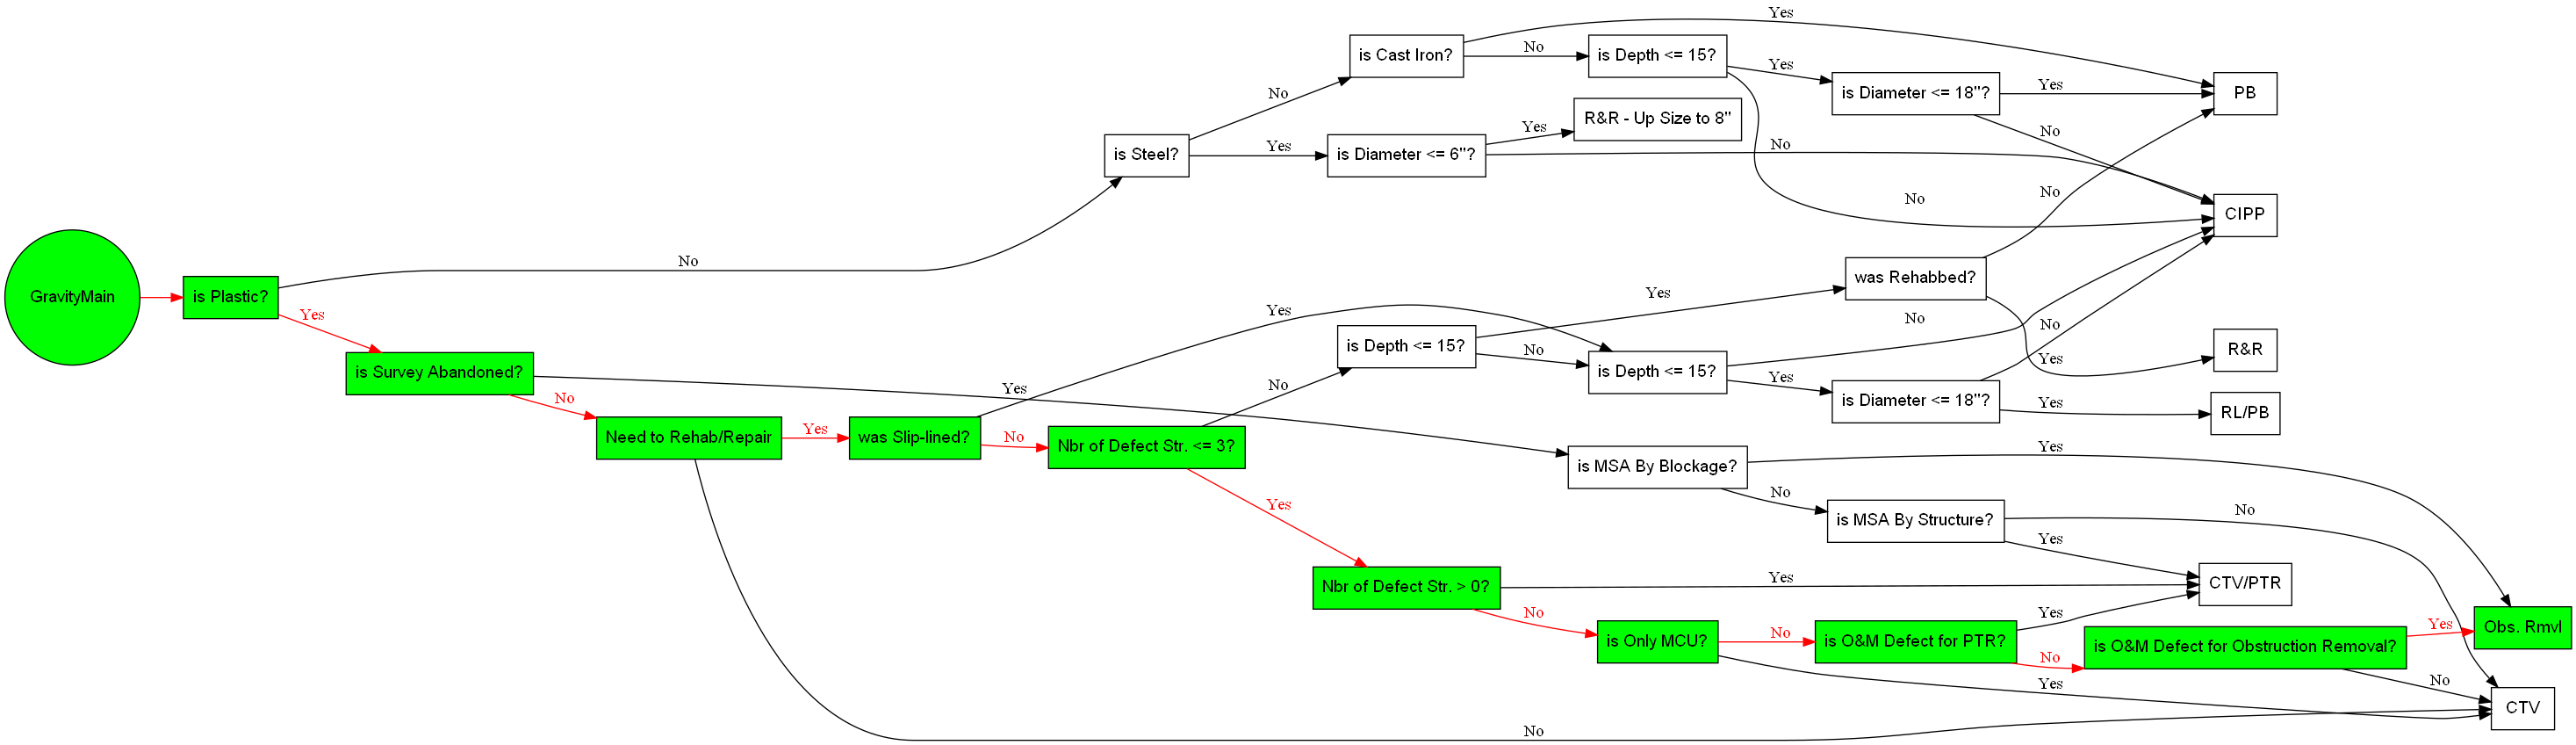 GravityMain
is Plastic?
No
Yes
is Survey Abandoned?
Yes
No
Need to Rehab/Repair
Yes
No
was Slip-lined?
Yes
No
Nbr of Defect Str. <= 3?
No
Yes
is Steel?
No
Yes
is Cast Iron?
Yes
No
is Diameter <= 6"?
Yes
No
R&R - Up Size to 8"
is Depth <= 15?
Yes
No
is Diameter <= 18"?
Yes
No
is Depth <= 15?
Yes
No
is Depth <= 15?
No
Yes
was Rehabbed?
No
Yes
is Diameter <= 18"?
No
Yes
is MSA By Blockage?
Yes
No
is MSA By Structure?
No
Yes
Nbr of Defect Str. > 0?
Yes
No
is Only MCU?
No
Yes
is O&M Defect for PTR?
Yes
No
is O&M Defect for Obstruction Removal?
Yes
No
PB
CIPP
R&R
RL/PB
CTV/PTR
Obs. Rmvl
CTV